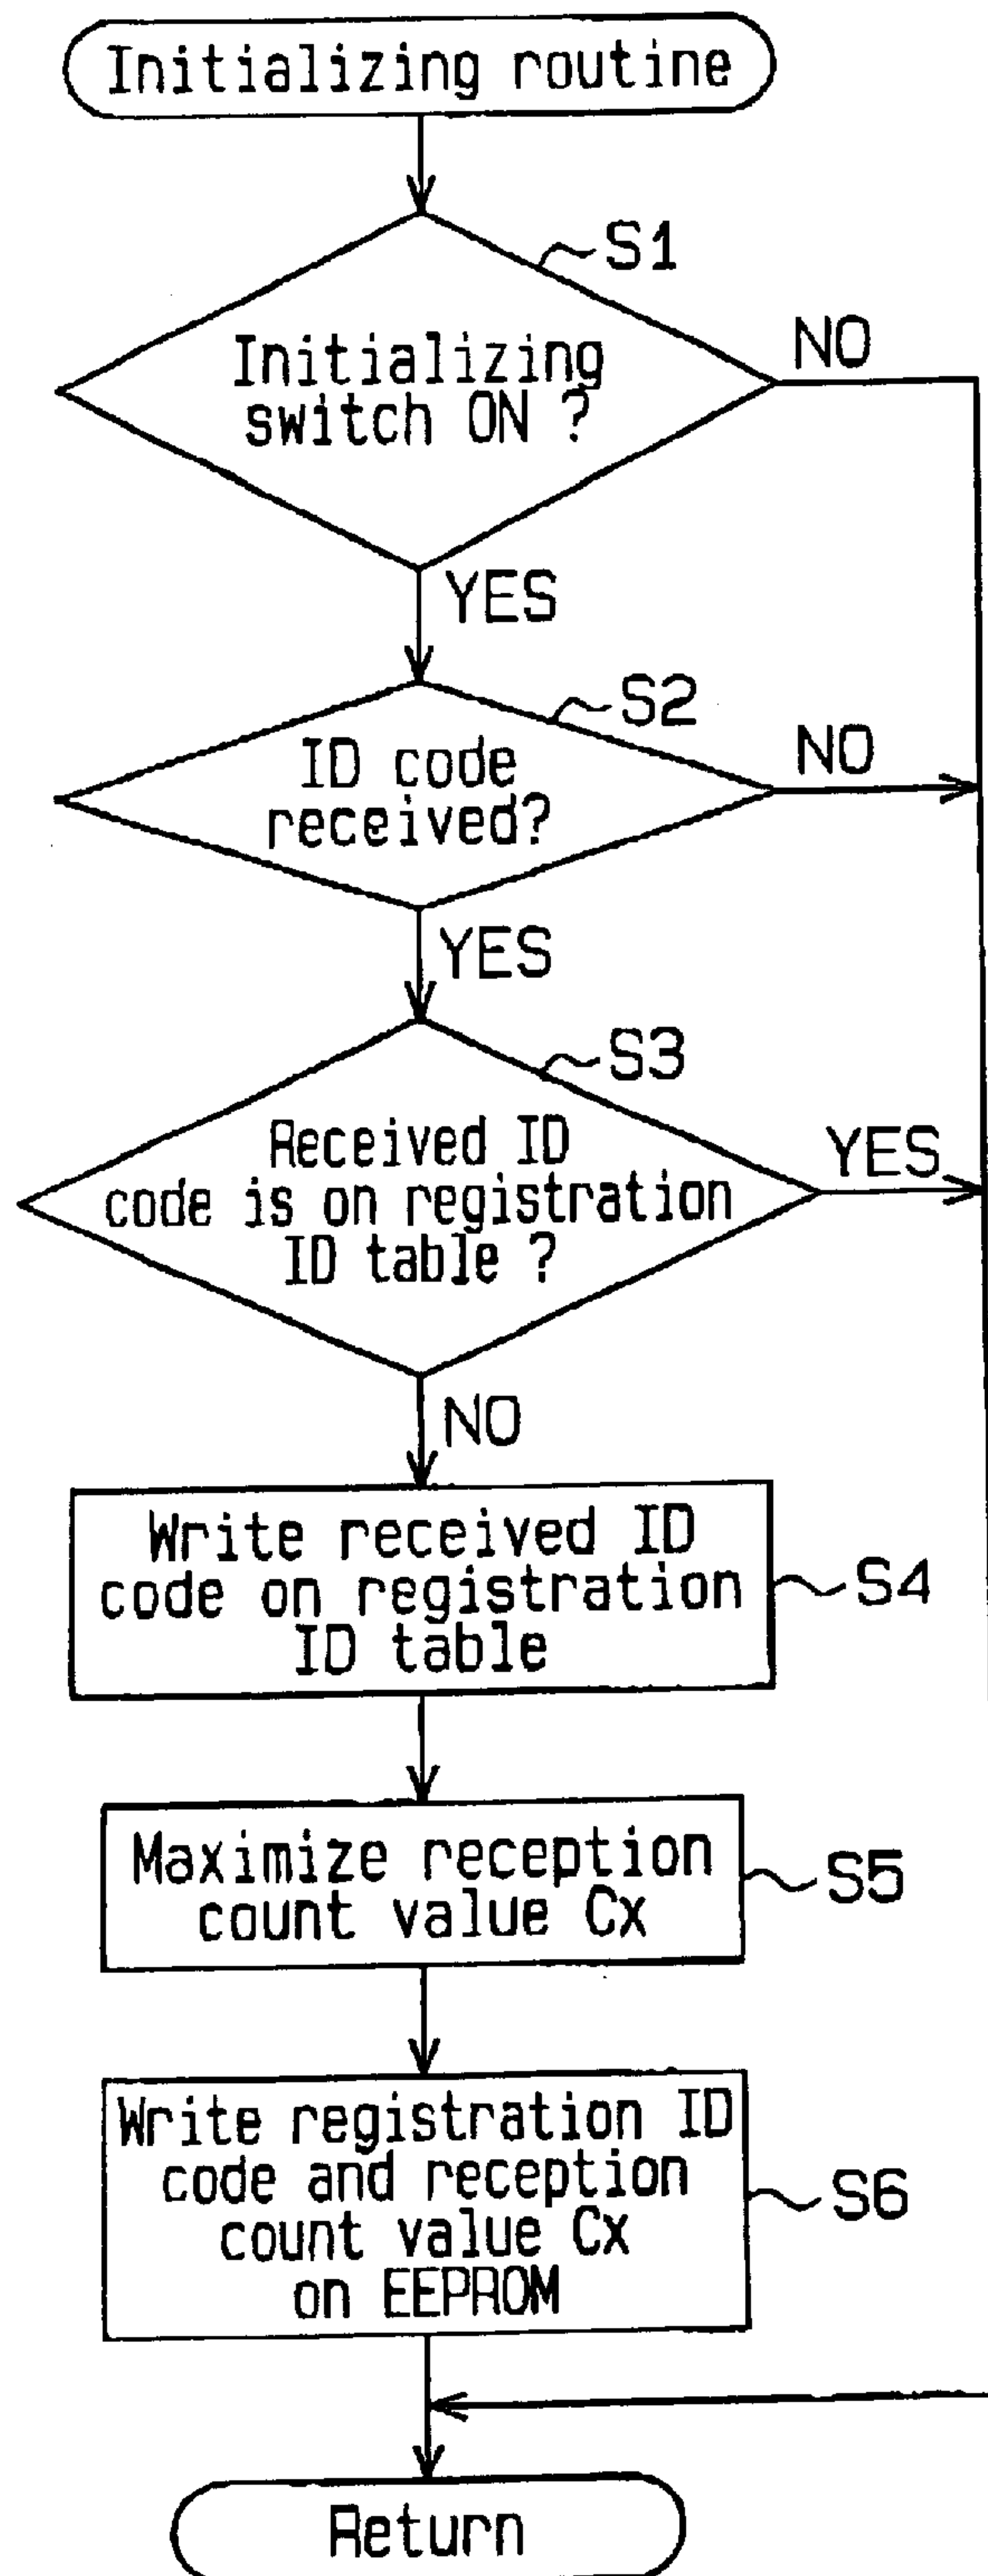 Initializing routine
S1
Initializing
switch ON ?
NO
YES
S2
ID code
received?
NO
YES
S3
Received ID
code is on registration
ID table ?
YES
NO
Write received ID
code on registration
ID table
S4
Maximize reception
count value Cx
S5
Write registration ID
code and reception
count value Cx
on EEPROM
S6
Return